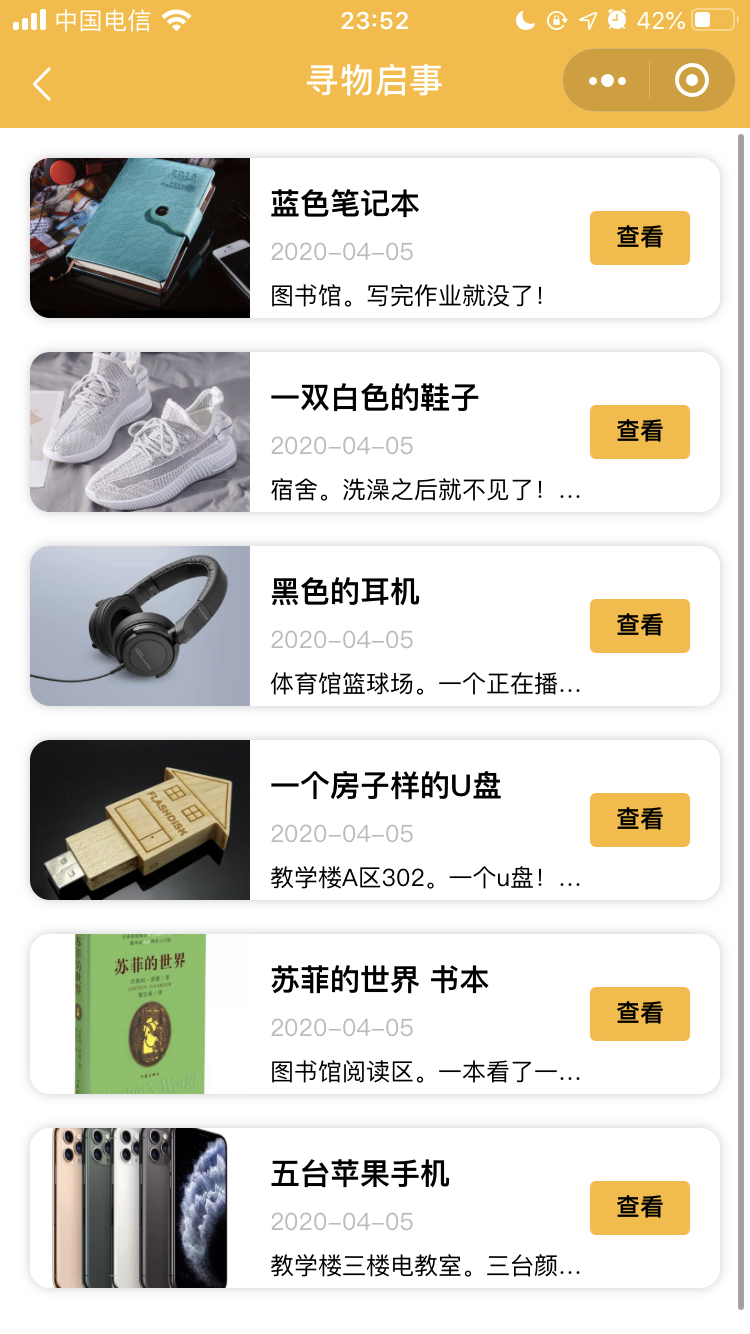 中国电信
23:52
42%
寻物启事
蓝色笔记本
2020-04-05
查看
图书馆。写完作业就没了！
一双白色的鞋子
2020-04-05
查看
宿舍。洗澡之后就不见了！...
黑色的耳机
2020-04-05
查看
体育馆篮球场。一个正在播...
FLASHDISK
一个房子样的U盘
2020-04-05
查看
教学楼A区302。一个u盘！...
苏菲的世界
苏菲的世界
苏菲的世界 书本
2020-04-05
查看
图书馆阅读区。一本看了一...
五台苹果手机
2020-04-05
查看
教学楼三楼电教室。三台颜...